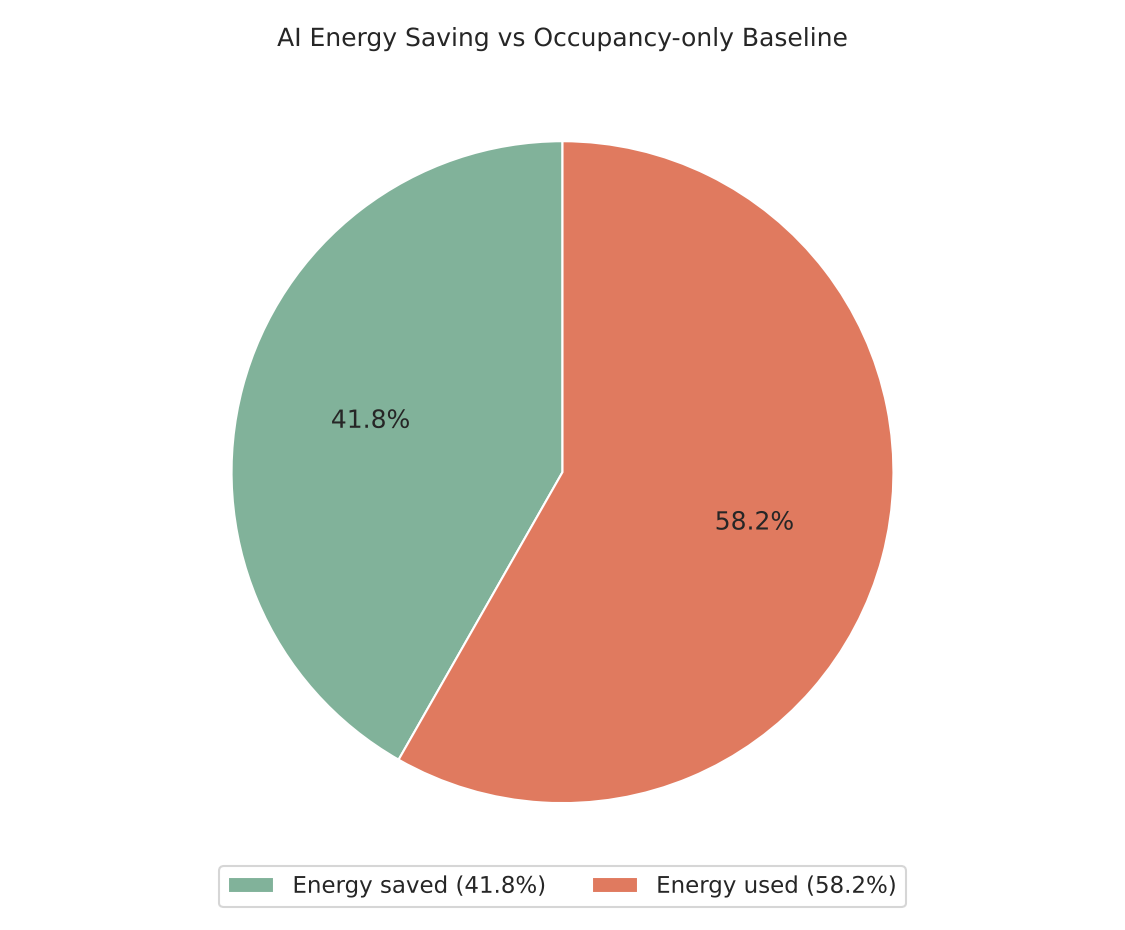 AI Energy Saving vs Occupancy-only Baseline
41.8%
58.2%
Energy saved (41.8%) Energy used (58.2%)